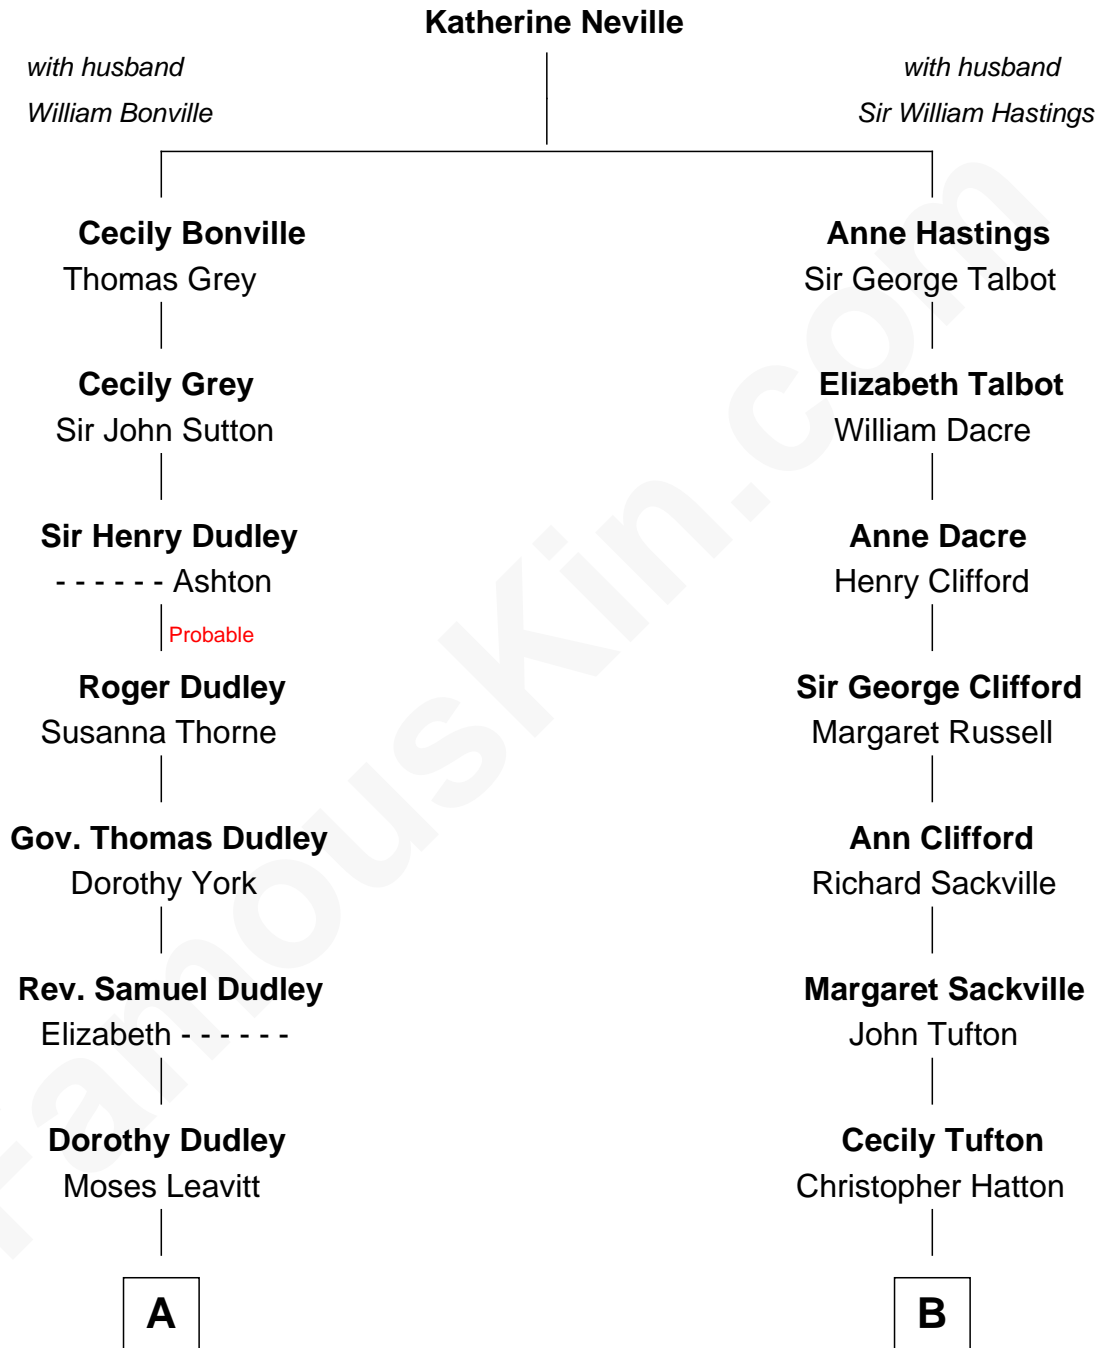 Katherine Neville
with husband
William Bonville
with husband
Sir William Hastings
Cecily Bonville
Thomas Grey
Anne Hastings
Sir George Talbot
Cecily Grey
Sir John Sutton
Elizabeth Talbot
William Dacre
Sir Henry Dudley
- - - - - - Ashton
Anne Dacre
Henry Clifford
Probable
Roger Dudley
Susanna Thorne
Sir George Clifford
Margaret Russell
Gov. Thomas Dudley
Dorothy York
Ann Clifford
Richard Sackville
Rev. Samuel Dudley
Elizabeth - - - - - -
Margaret Sackville
John Tufton
Dorothy Dudley
Moses Leavitt
Cecily Tufton
Christopher Hatton
A
B
FamousKin.com